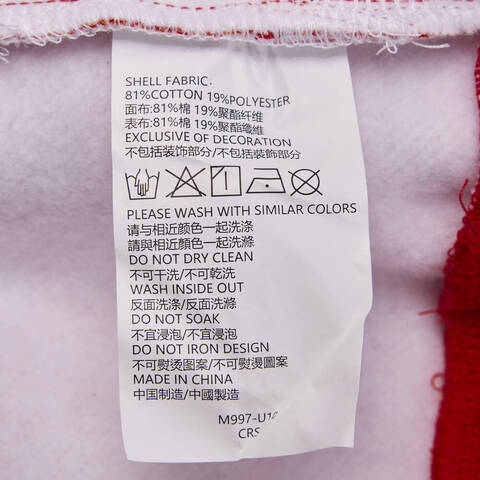 SHELL FABRIC:
81%COTTON 19%POLYESTER
面布:81%棉 19%聚酯纤维
表布:81%棉 19%聚酯纖維
EXCLUSIVE OF DECORATION
不包括装饰部分/不包括裝飾部分
PLEASE WASH WITH SIMILAR COLORS
请与相近颜色一起洗涤
請與相近顏色一起洗滌
DO NOT DRY CLEAN
不可干洗/不可乾洗
WASH INSIDE OUT
反面洗涤/反面洗滌
DO NOT SOAK
不宜浸泡/不宜浸泡
DO NOT IRON DESIGN
不可熨烫图案/不可熨燙圖案
MADE IN CHINA
中国制造/中國製造
M997-U10
CRS